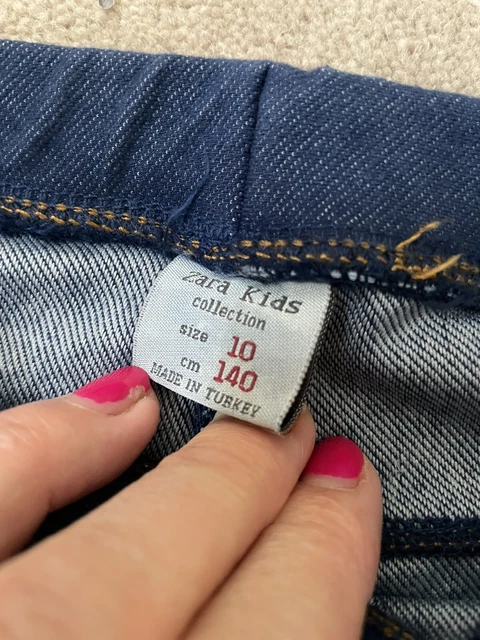 Zara Kids
collection
size 10
cm 140
MADE IN TURKEY